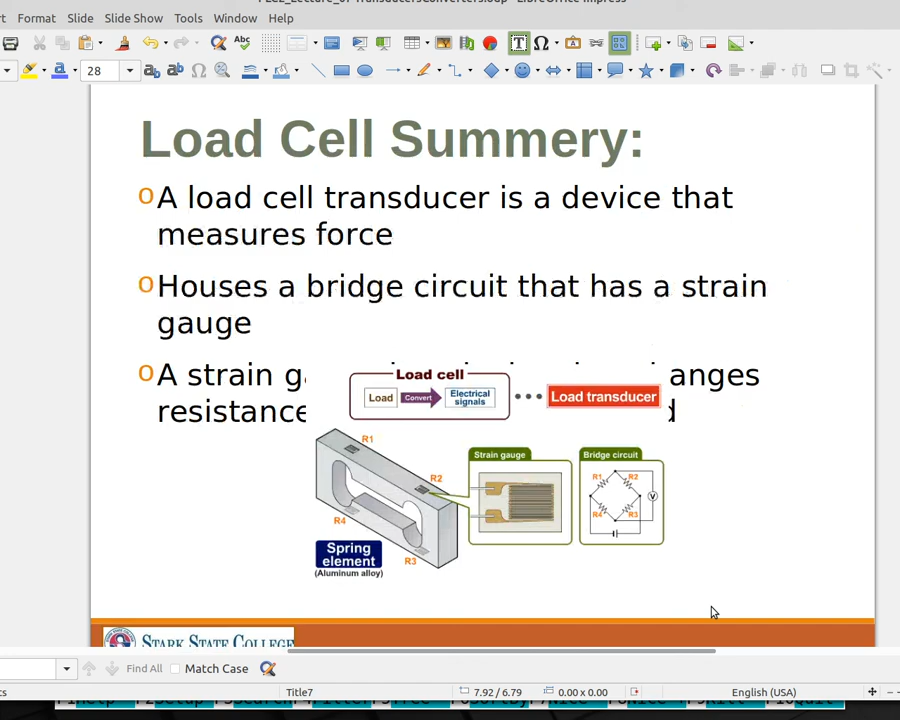 Format Slide Slide Show Tools Window Help
28
Load Cell Summery:
A load cell transducer is a device that
measures force
Houses a bridge circuit that has a strain
gauge
A strain
anges
resistance
Load cell
Load
Convert
Electrical
signals
Load transducer
R1
R2
R4
R3
Spring
element
(Aluminum alloy)
Strain gauge
Bridge circuit
R1
R2
R4
R3
V
STARK STATE COLLEGE
Find All
Match Case
Title7
7.92 / 6.79
0.00 x 0.00
English (USA)